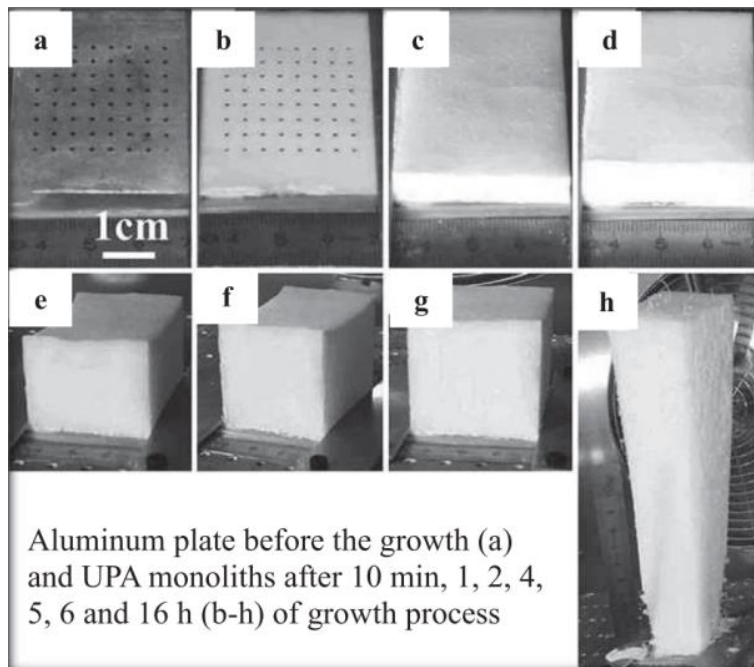 a
b
c
d
1cm
e
f
g
h
Aluminum plate before the growth (a)
and UPA monoliths after 10 min, 1, 2, 4,
5, 6 and 16 h (b-h) of growth process